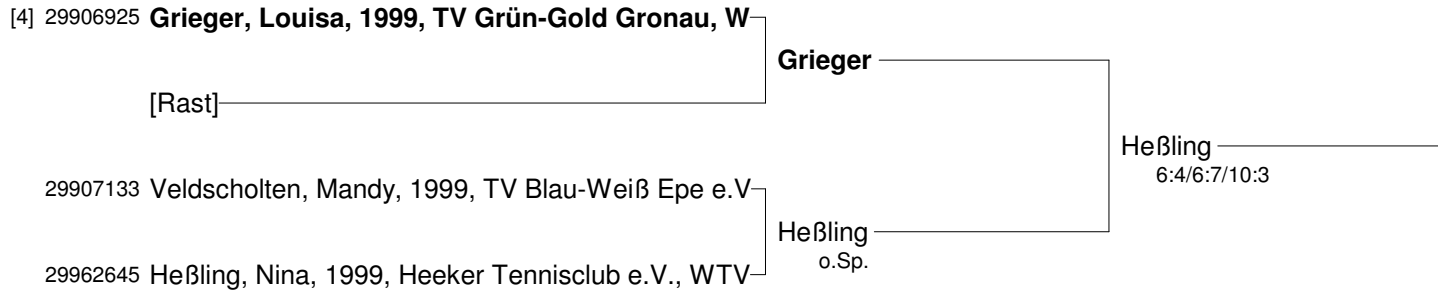 [4] 29906925 Grieger, Louisa, 1999, TV Grün-Gold Gronau, W
Grieger
[Rast]
Heßling
6:4/6:7/10:3
29907133 Veldscholten, Mandy, 1999, TV Blau-Weiß Epe e.V
Heßling
o.Sp.
29962645 Heßling, Nina, 1999, Heeker Tennisclub e.V., WTV